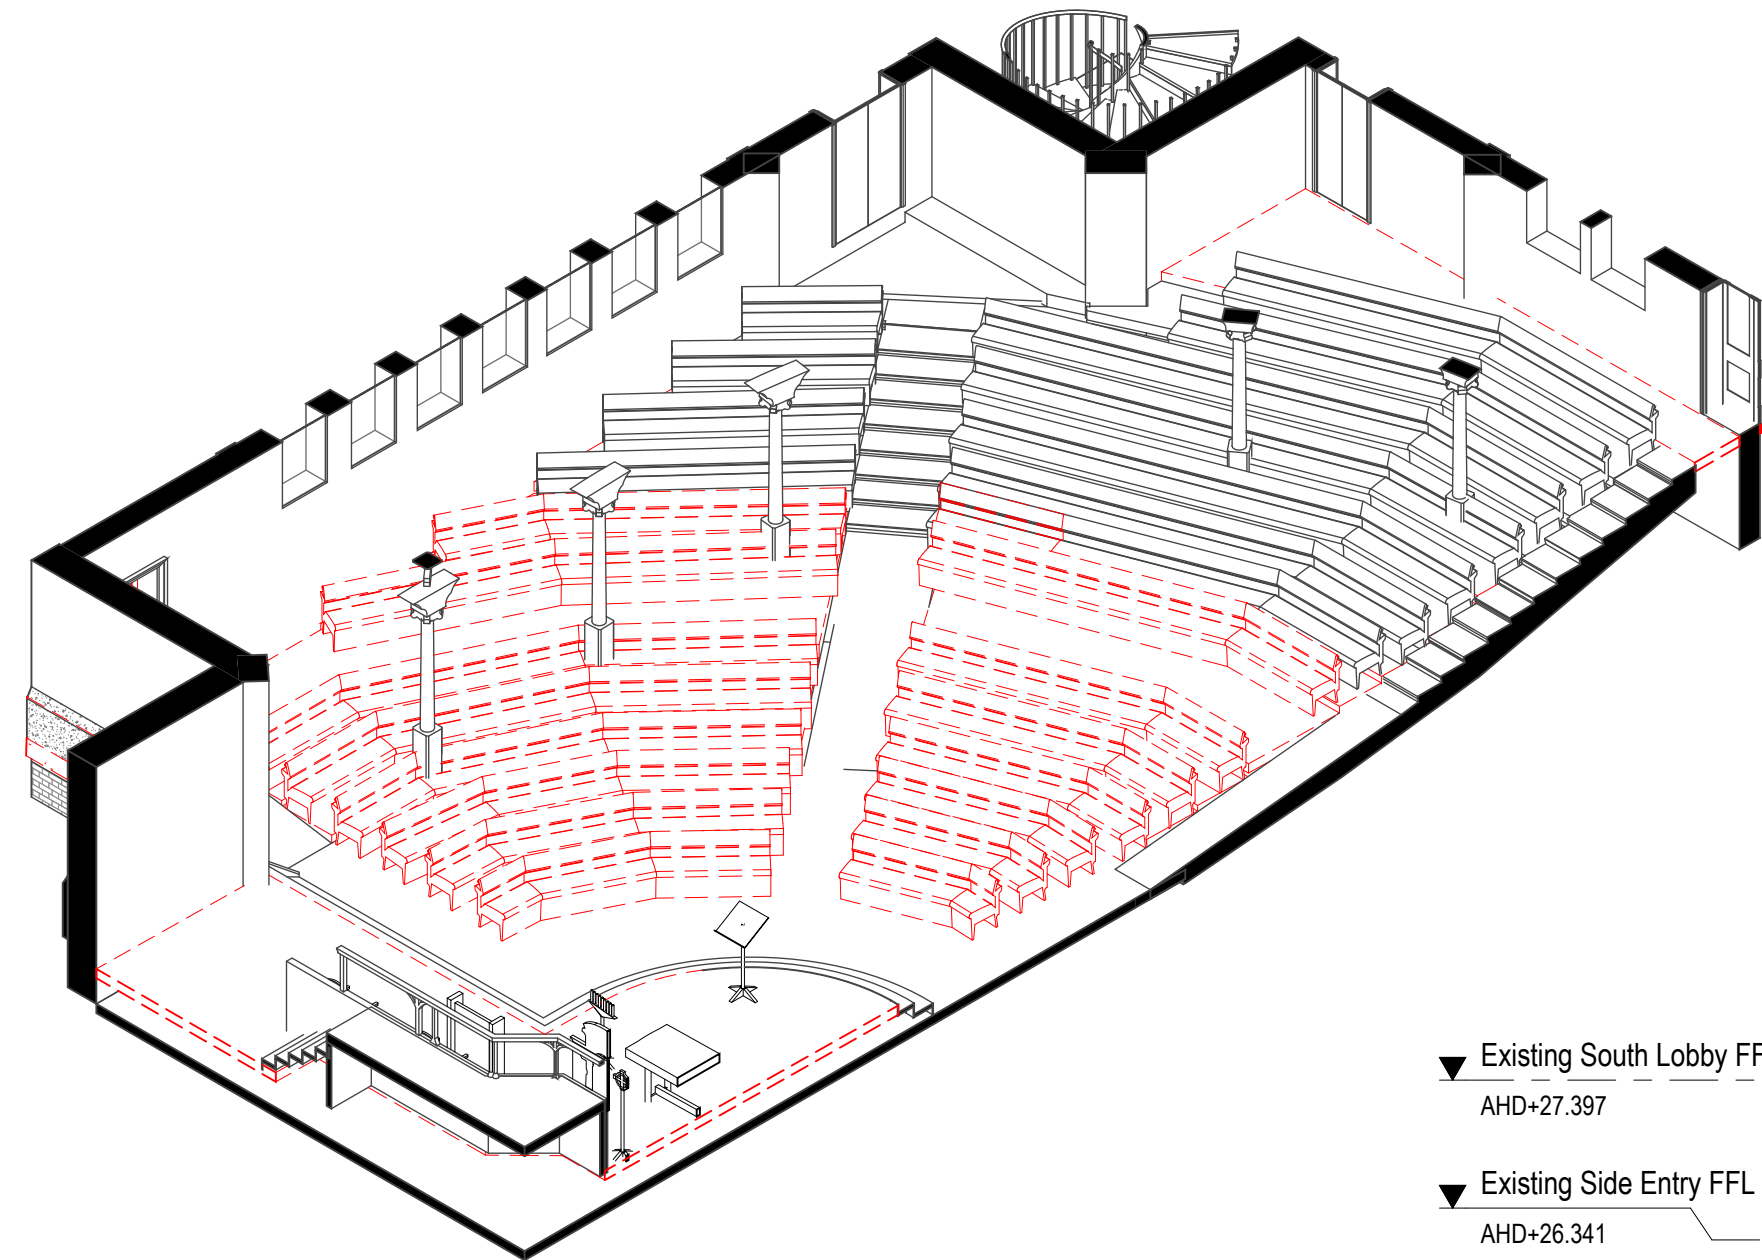 Existing South Lobby FF
AHD+27.397
Existing Side Entry FFL
AHD+26.341